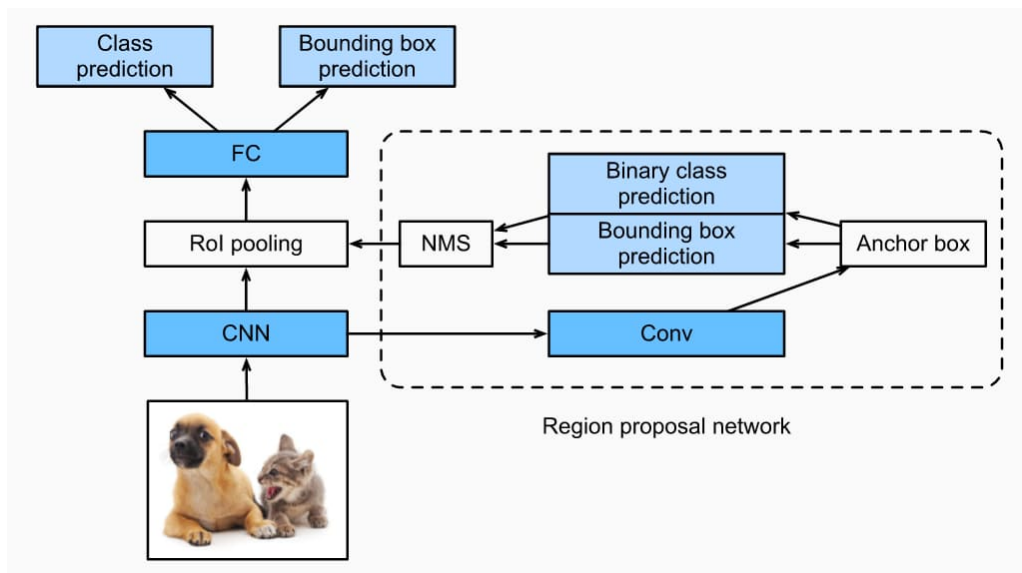 Class
prediction
Bounding box
prediction
FC
Binary class
prediction
RoI pooling
NMS
Bounding box
prediction
Anchor box
CNN
Conv
Region proposal network